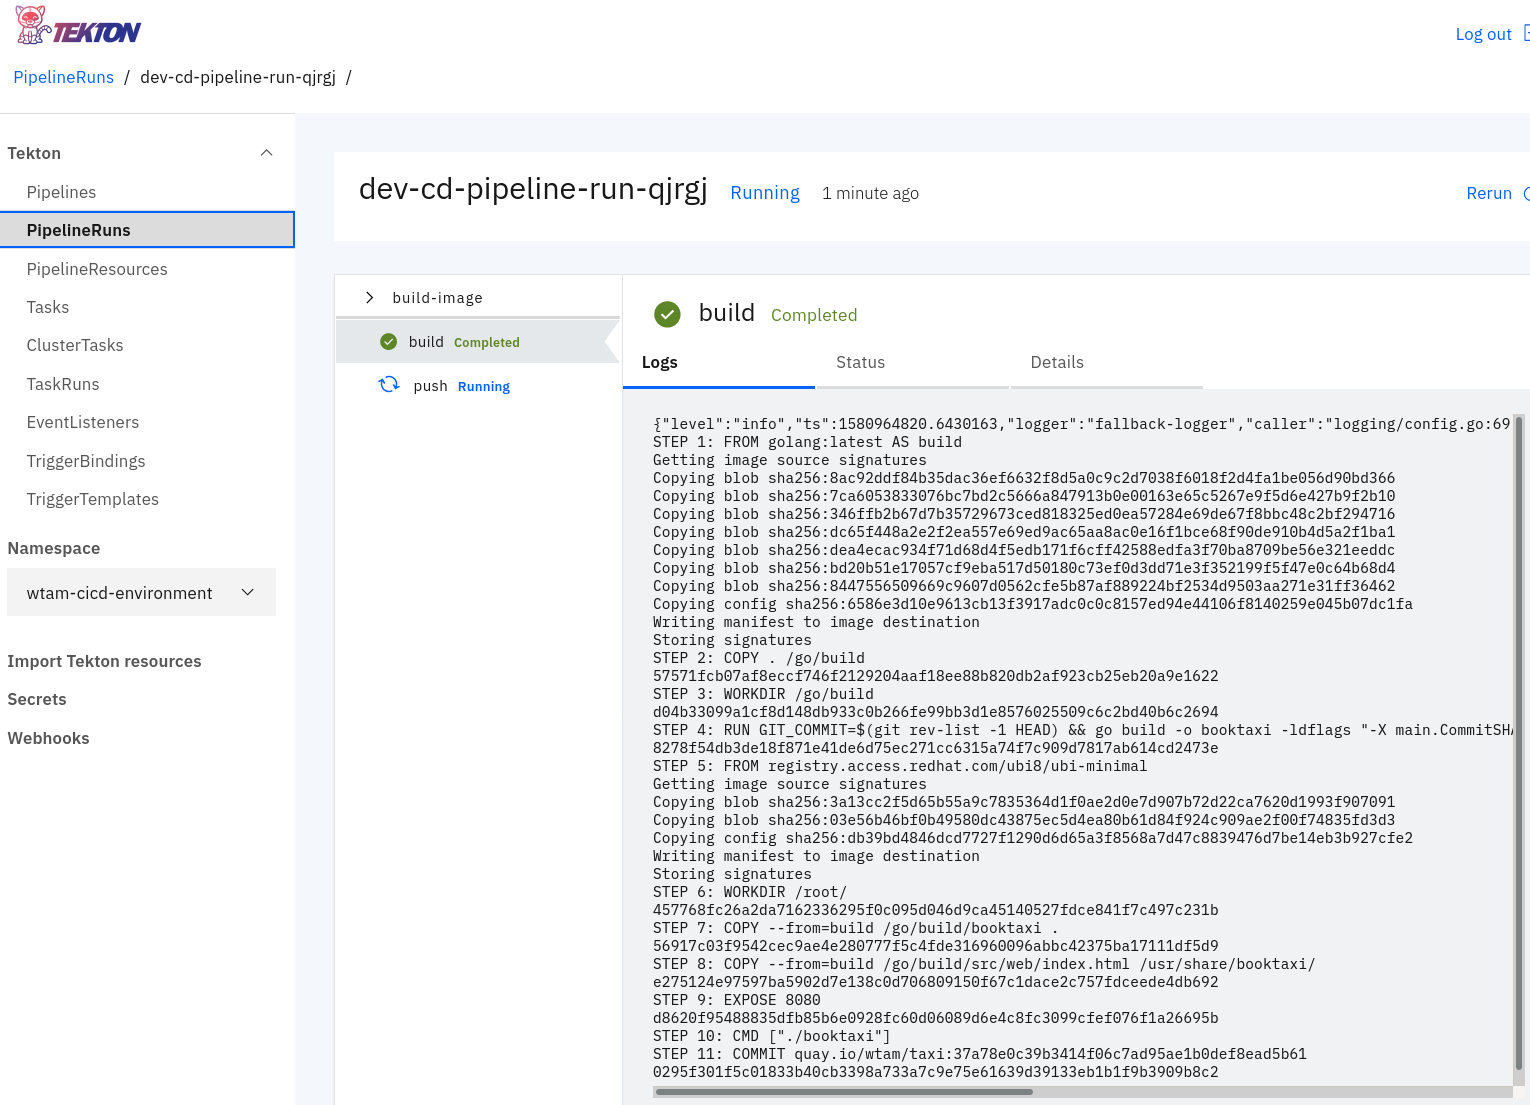 TEKTON
Log out
PipelineRuns / dev-cd-pipeline-run-qjrgj /
Tekton
Pipelines
PipelineRuns
PipelineResources
Tasks
ClusterTasks
TaskRuns
EventListeners
TriggerBindings
TriggerTemplates
Namespace
wtam-cicd-environment
Import Tekton resources
Secrets
Webhooks
dev-cd-pipeline-run-qjrgj Running 1 minute ago
Rerun
build-image
build Completed
push Running
build Completed
Logs Status Details
{"level":"info","ts":1580964820.6430163,"logger":"fallback-logger","caller":"logging/config.go:69
STEP 1: FROM golang:latest AS build
Getting image source signatures
Copying blob sha256:8ac92ddf84b35dac36ef6632f8d5a0c9c2d7038f6018f2d4fa1be056d90bd366
Copying blob sha256:7ca6053833076bc7bd2c5666a847913b0e00163e65c5267e9f5d6e427b9f2b10
Copying blob sha256:346ffb2b67d7b35729673ced818325ed0ea57284e69de67f8bbc48c2bf294716
Copying blob sha256:dc65f448a2e2f2ea557e69ed9ac65aa8ac0e16f1bce68f90de910b4d5a2f1ba1
Copying blob sha256:dea4ecac934f71d68d4f5edb171f6cff42588edfa3f70ba8709be56e321eeddc
Copying blob sha256:bd20b51e17057cf9eba517d50180c73ef0d3dd71e3f352199f5f47e0c64b68d4
Copying blob sha256:8447556509669c9607d0562cfe5b87af889224bf2534d9503aa271e31ff36462
Copying config sha256:6586e3d10e9613cb13f3917adc0c0c8157ed94e44106f8140259e045b07dc1fa
Writing manifest to image destination
Storing signatures
STEP 2: COPY . /go/build
57571fcb07af8eccf746f2129204aaf18ee88b820db2af923cb25eb20a9e1622
STEP 3: WORKDIR /go/build
d04b33099a1cf8d148db933c0b266fe99bb3d1e8576025509c6c2bd40b6c2694
STEP 4: RUN GIT_COMMIT=$(git rev-list -1 HEAD) && go build -o booktaxi -ldflags "-X main.CommitSHA
8278f54db3de18f871e41de6d75ec271cc6315a74f7c909d7817ab614cd2473e
STEP 5: FROM registry.access.redhat.com/ubi8/ubi-minimal
Getting image source signatures
Copying blob sha256:3a13cc2f5d65b55a9c7835364d1f0ae2d0e7d907b72d22ca7620d1993f907091
Copying blob sha256:03e56b46bf0b49580dc43875ec5d4ea80b61d84f924c909ae2f00f74835fd3d3
Copying config sha256:db39bd4846dcd7727f1290d6d65a3f8568a7d47c8839476d7be14eb3b927cfe2
Writing manifest to image destination
Storing signatures
STEP 6: WORKDIR /root/
457768fc26a2da7162336295f0c095d046d9ca45140527fdce841f7c497c231b
STEP 7: COPY --from=build /go/build/booktaxi .
56917c03f9542cec9ae4e280777f5c4fde316960096abbc42375ba17111df5d9
STEP 8: COPY --from=build /go/build/src/web/index.html /usr/share/booktaxi/
e275124e97597ba5902d7e138c0d706809150f67c1dace2c757fdceede4db692
STEP 9: EXPOSE 8080
d8620f95488835dfb85b6e0928fc60d06089d6e4c8fc3099cfef076f1a26695b
STEP 10: CMD ["./booktaxi"]
STEP 11: COMMIT quay.io/wtam/taxi:37a78e0c39b3414f06c7ad95ae1b0def8ead5b61
0295f301f5c01833b40cb3398a733a7c9e75e61639d39133eb1b1f9b3909b8c2